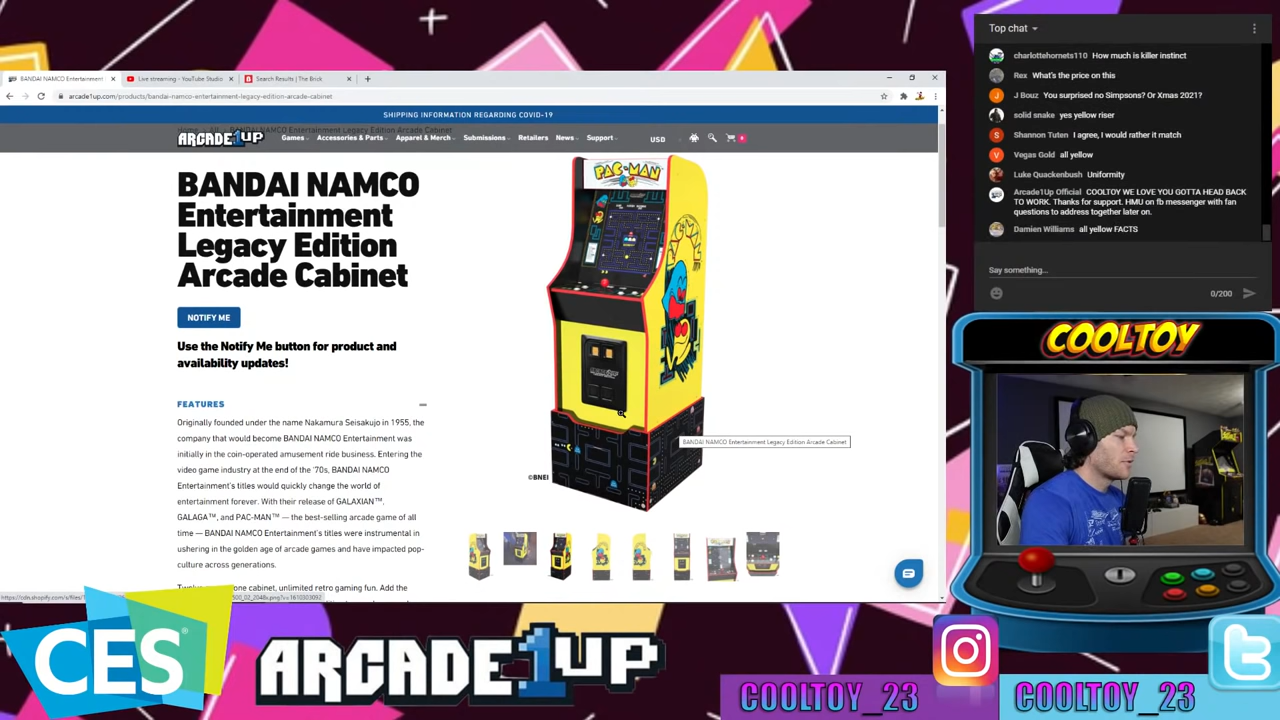 BANDAI NAMCO Entertainment
Live streaming - YouTube Studio
Search Results | The Brick
arcade1up.com/products/bandai-namco-entertainment-legacy-edition-arcade-cabinet
SHIPPING INFORMATION REGARDING COVID-19
BANDAI NAMCO Entertainment Legacy Edition Arcade Cabinet
ARCADE1UP
Games
Accessories & Parts
Apparel & Merch
Submissions
Retailers
News
Support
USD
0
BANDAI NAMCO
Entertainment
Legacy Edition
Arcade Cabinet
NOTIFY ME
Use the Notify Me button for product and
availability updates!
FEATURES
Originally founded under the name Nakamura Seisakujo in 1955, the
company that would become BANDAI NAMCO Entertainment was
initially in the coin-operated amusement ride business. Entering the
video game industry at the end of the '70s, BANDAI NAMCO
Entertainment's titles would quickly change the world of
entertainment forever. With their release of GALAXIAN™,
GALAGA™, and PAC-MAN™ — the best-selling arcade game of all
time — BANDAI NAMCO Entertainment's titles were instrumental in
ushering in the golden age of arcade games and have impacted pop-
culture across generations.
PAC-MAN
BANDAI NAMCO Entertainment Legacy Edition Arcade Cabinet
©BNEI
Top chat
charlottehornets110 How much is killer instinct
Rex What's the price on this
J Bouz You surprised no Simpsons? Or Xmas 2021?
solid snake yes yellow riser
Shannon Tuten I agree, I would rather it match
Vegas Gold all yellow
Luke Quackenbush Uniformity
Arcade1Up Official COOLTOY WE LOVE YOU GOTTA HEAD BACK
TO WORK. Thanks for support. HMU on fb messenger with fan
questions to address together later on.
Damien Williams all yellow FACTS
Say something...
0/200
COOLTOY
CES®
ARCADE1UP
COOLTOY_23
COOLTOY_23